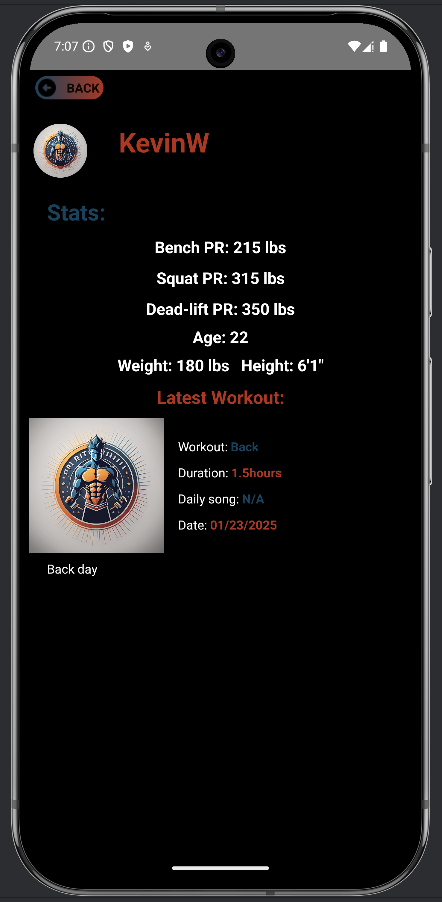 7:07
BACK
KevinW
Stats:
Bench PR: 215 lbs
Squat PR: 315 lbs
Dead-lift PR: 350 lbs
Age: 22
Weight: 180 lbs Height: 6'1"
Latest Workout:
Workout: Back
Duration: 1.5hours
Daily song: N/A
Date: 01/23/2025
Back day